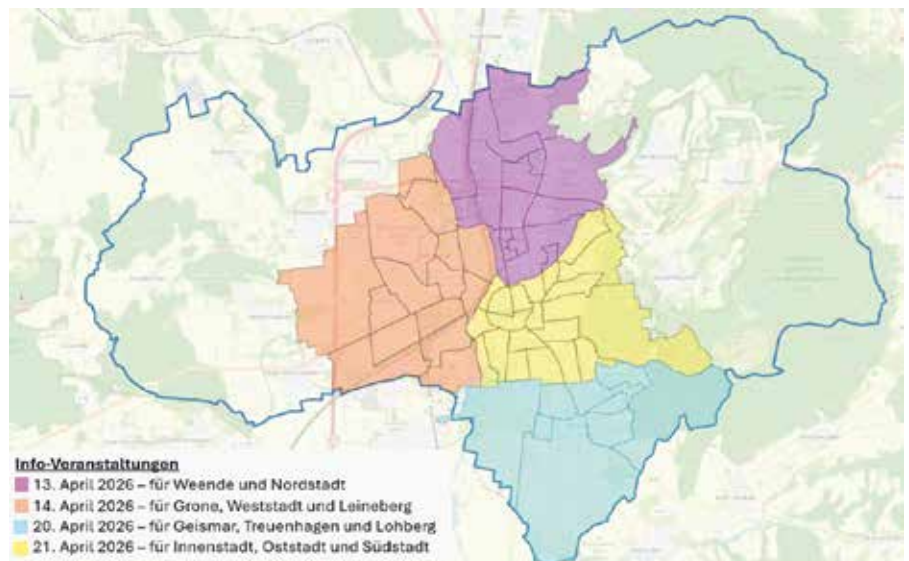 Info-Veranstaltungen
13. April 2026 – für Weende und Nordstadt
14. April 2026 – für Grone, Weststadt und Leineberg
20. April 2026 – für Geismar, Treuenhagen und Lohberg
21. April 2026 – für Innenstadt, Oststadt und Südstadt